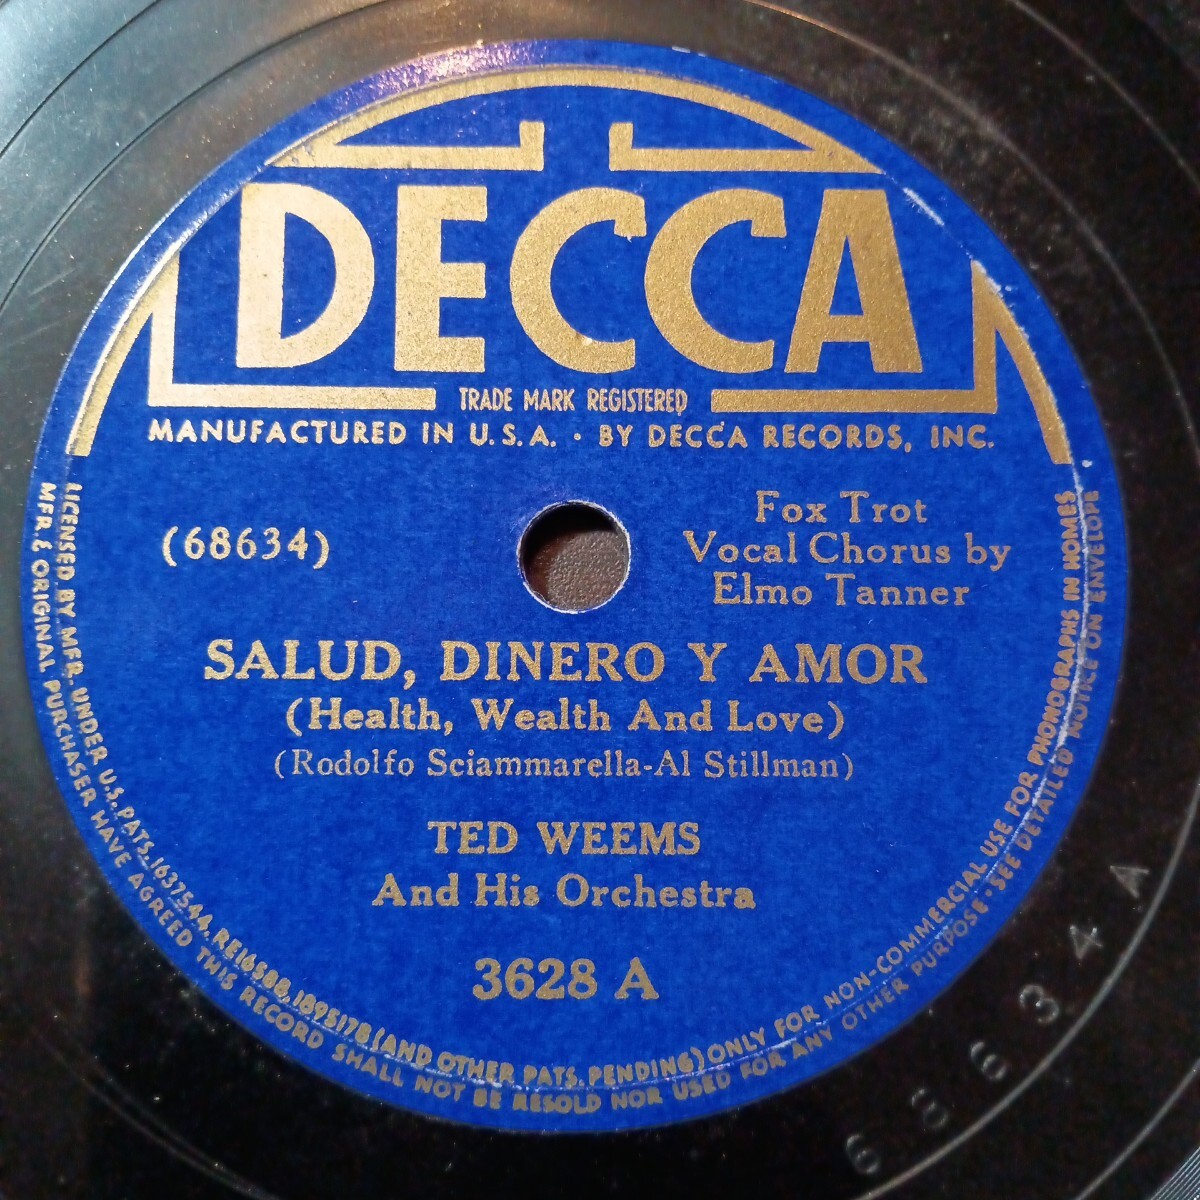 DECCA
TRADE MARK REGISTERED
MANUFACTURED IN U.S.A. • BY DECCA RECORDS, INC.
(68634)
Fox Trot
Vocal Chorus by
Elmo Tanner
SALUD, DINERO Y AMOR
(Health, Wealth And Love)
(Rodolfo Sciammarella-Al Stillman)
TED WEEMS
And His Orchestra
3628 A
LICENSED BY MFR. UNDER U.S. PATS. 1637544, RE16588, 1895178 (AND OTHER PATS. PENDING) ONLY FOR NON-COMMERCIAL USE FOR PHONOGRAPHS IN HOMES
MFR. & ORIGINAL PURCHASER HAVE AGREED THIS RECORD SHALL NOT BE RESOLD NOR USED FOR ANY OTHER PURPOSE • SEE DETAILED NOTICE ON ENVELOPE
68634A